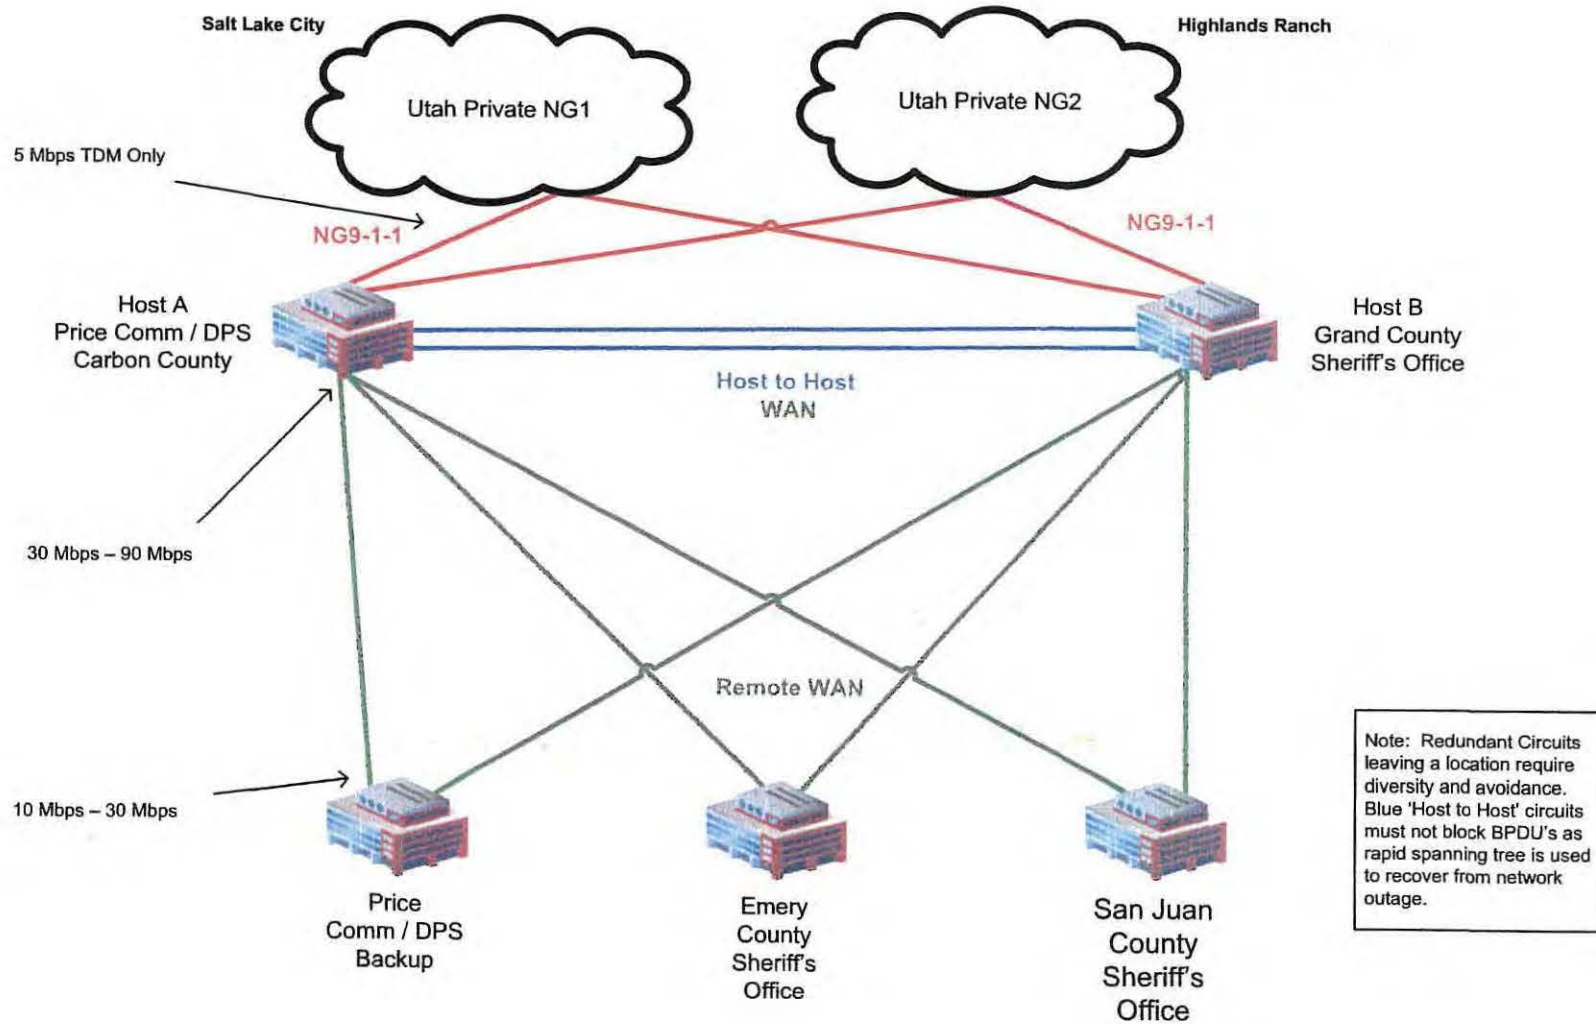 Salt Lake City
Highlands Ranch
Utah Private NG1
Utah Private NG2
5 Mbps TDM Only
NG9-1-1
NG9-1-1
Host A
Price Comm / DPS
Carbon County
Host B
Grand County
Sheriff's Office
Host to Host
WAN
30 Mbps – 90 Mbps
Remote WAN
10 Mbps – 30 Mbps
Note: Redundant Circuits
leaving a location require
diversity and avoidance.
Blue 'Host to Host' circuits
must not block BPDU's as
rapid spanning tree is used
to recover from network
outage.
Price
Comm / DPS
Backup
Emery
County
Sheriff's
Office
San Juan
County
Sheriff's
Office